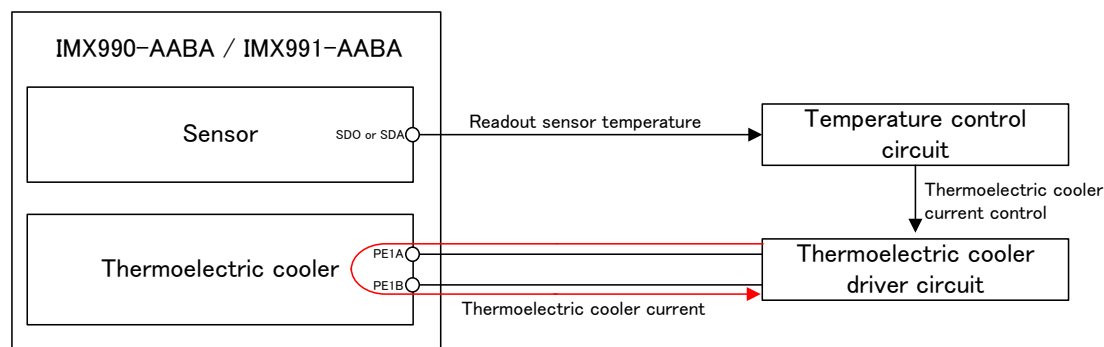 IMX990-AABA / IMX991-AABA
Sensor
SDO or SDA
Readout sensor temperature
Temperature control
circuit
Thermoelectric cooler
current control
Thermoelectric cooler
PE1A
PE1B
Thermoelectric cooler
driver circuit
Thermoelectric cooler current